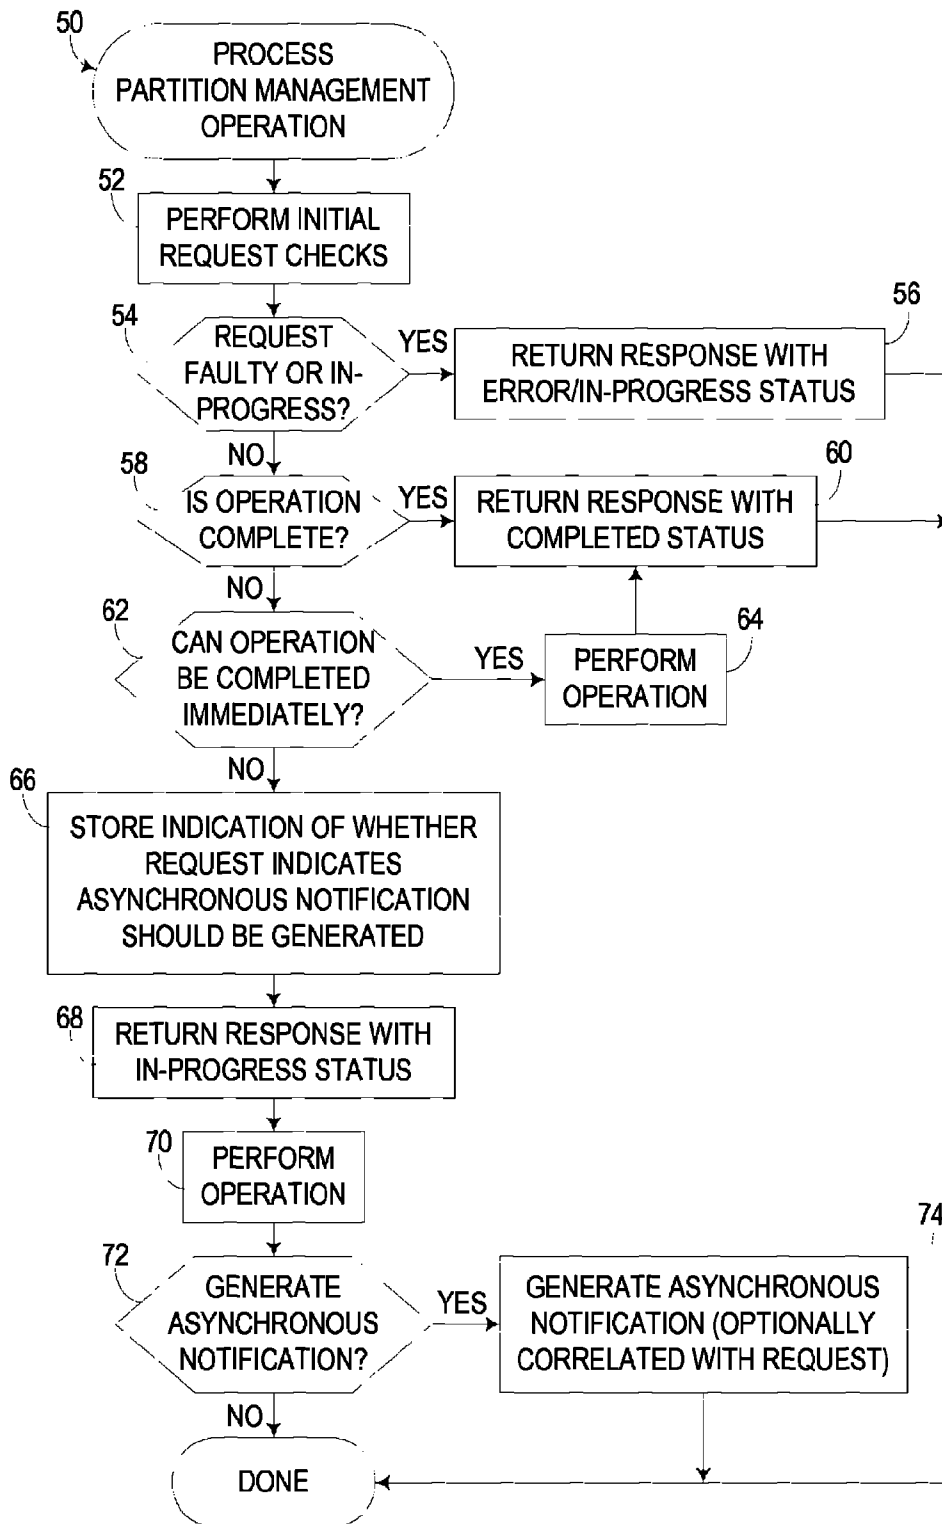 50
PROCESS
PARTITION MANAGEMENT
OPERATION
52
PERFORM INITIAL
REQUEST CHECKS
54
REQUEST
FAULTY OR IN-
PROGRESS?
YES
56
RETURN RESPONSE WITH
ERROR/IN-PROGRESS STATUS
NO
58
IS OPERATION
COMPLETE?
YES
60
RETURN RESPONSE WITH
COMPLETED STATUS
NO
62
CAN OPERATION
BE COMPLETED
IMMEDIATELY?
YES
64
PERFORM
OPERATION
NO
66
STORE INDICATION OF WHETHER
REQUEST INDICATES
ASYNCHRONOUS NOTIFICATION
SHOULD BE GENERATED
68
RETURN RESPONSE WITH
IN-PROGRESS STATUS
70
PERFORM
OPERATION
72
GENERATE
ASYNCHRONOUS
NOTIFICATION?
YES
74
GENERATE ASYNCHRONOUS
NOTIFICATION (OPTIONALLY
CORRELATED WITH REQUEST)
NO
DONE